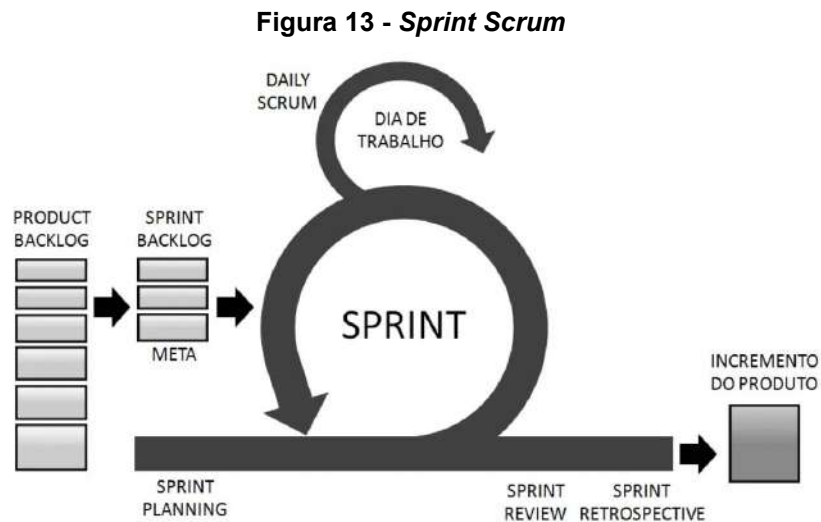 Figura 13 - Sprint Scrum
DAILY
SCRUM
DIA DE
TRABALHO
PRODUCT
BACKLOG
SPRINT
BACKLOG
META
SPRINT
INCREMENTO
DO PRODUTO
SPRINT
PLANNING
SPRINT
REVIEW
SPRINT
RETROSPECTIVE